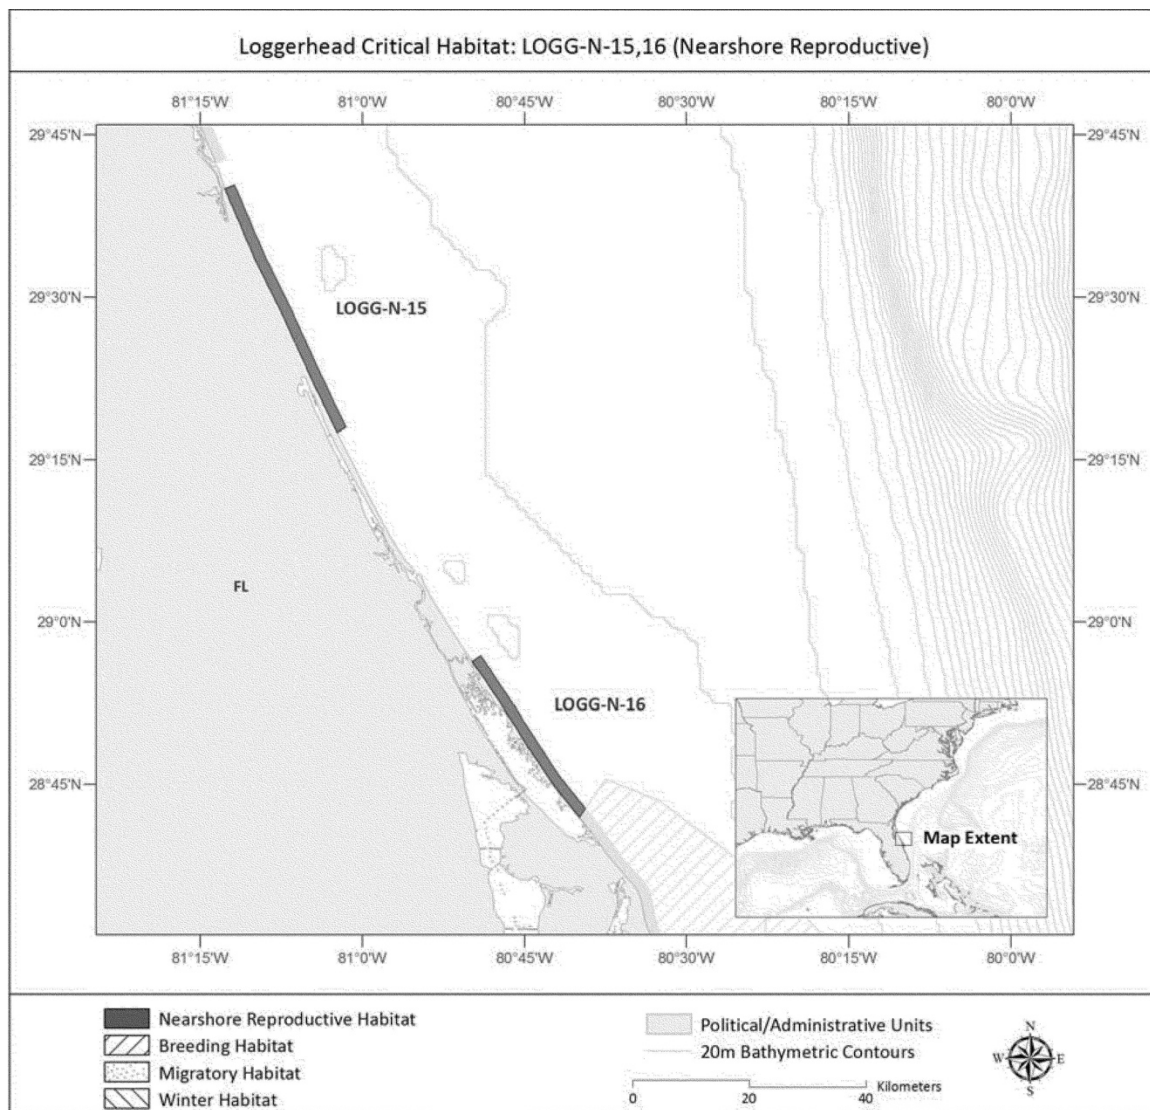 Loggerhead Critical Habitat: LOGG-N-15,16 (Nearshore Reproductive)
81°15'W 81°0'W 80°45'W 80°30'W 80°15'W 80°0'W
29°45'N 29°45'N
29°30'N LOGG-N-15 29°30'N
29°15'N 29°15'N
FL
29°0'N 29°0'N
LOGG-N-16
28°45'N 28°45'N
Map Extent
81°15'W 81°0'W 80°45'W 80°30'W 80°15'W 80°0'W
Nearshore Reproductive Habitat
Breeding Habitat
Migratory Habitat
Winter Habitat
Political/Administrative Units
20m Bathymetric Contours
Kilometers
0 20 40
N
W E
S